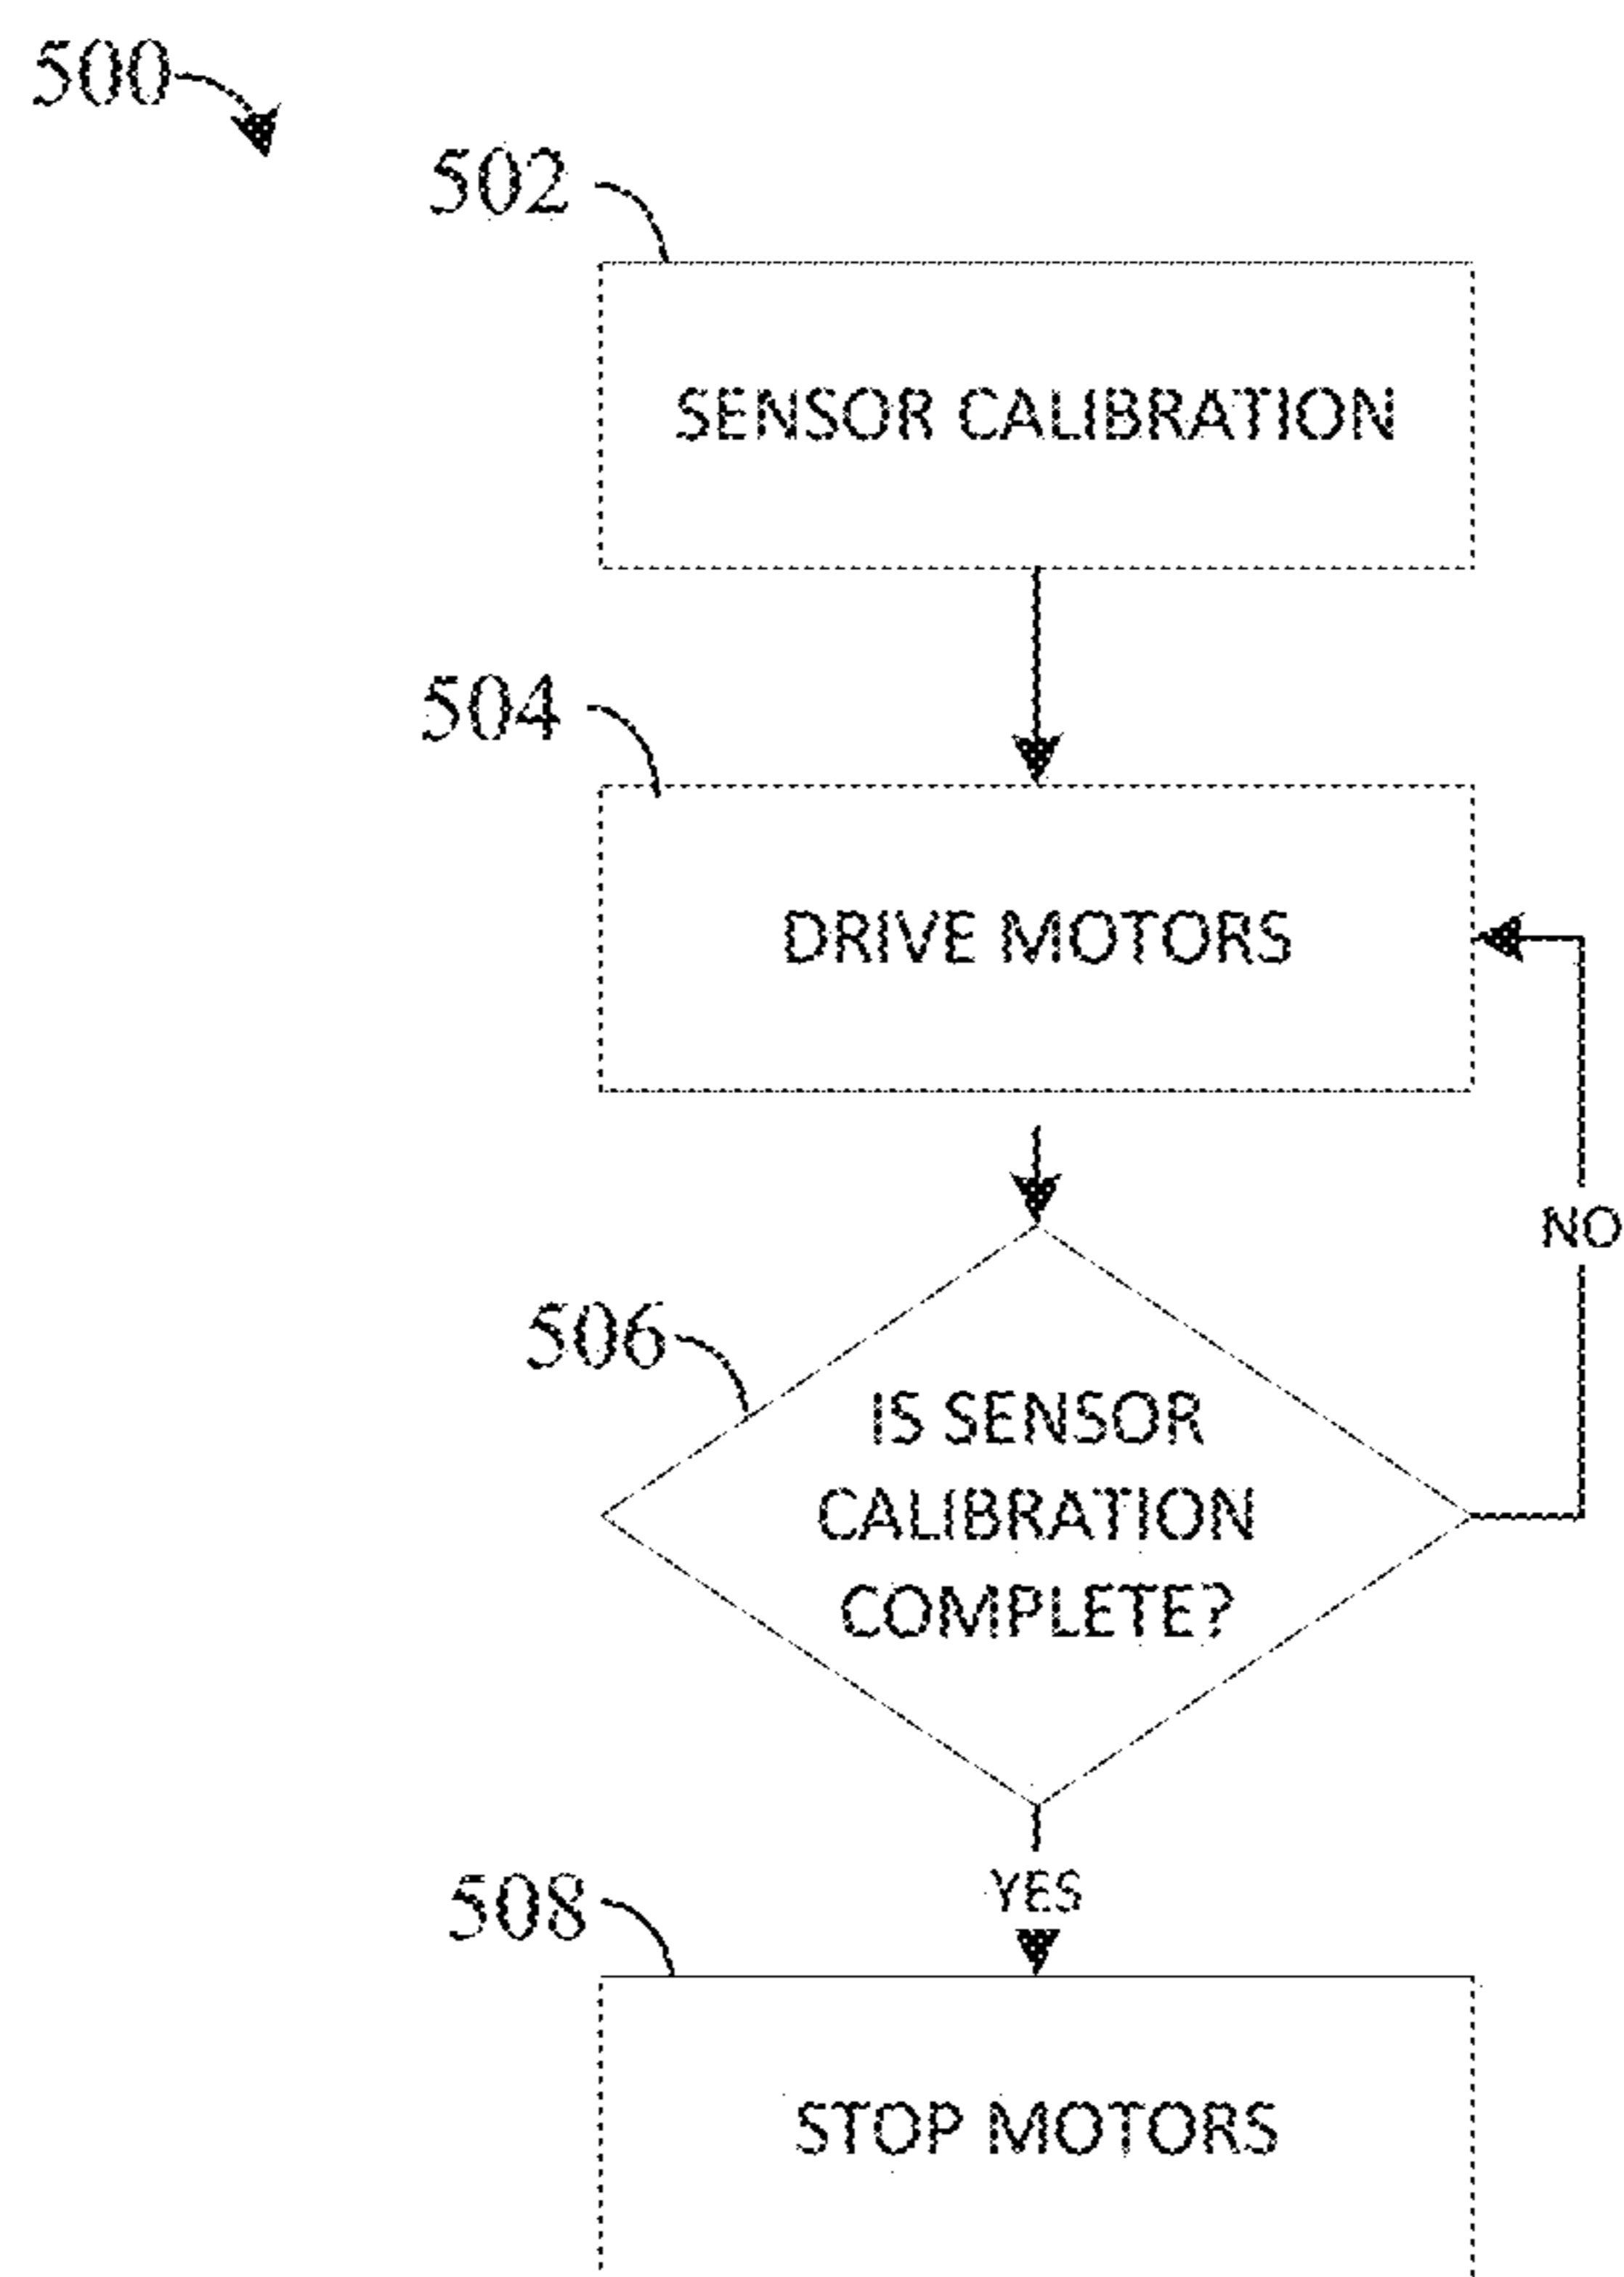 500
502
SENSOR CALIBRATION
504
DRIVE MOTORS
NO
506
IS SENSOR
CALIBRATION
COMPLETE?
YES
508
STOP MOTORS